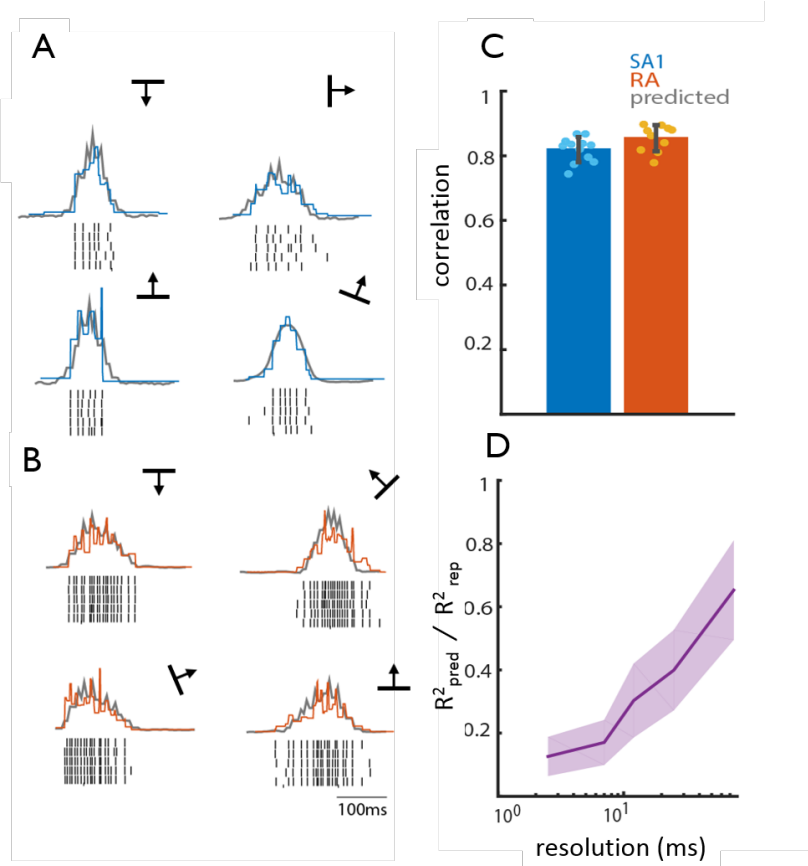 A
B
100ms
C
SA1
RA
predicted
1
0.8
0.6
0.4
0.2
correlation
D
1
0.8
0.6
0.4
0.2
R²pred / R²rep
10⁰
10¹
resolution (ms)